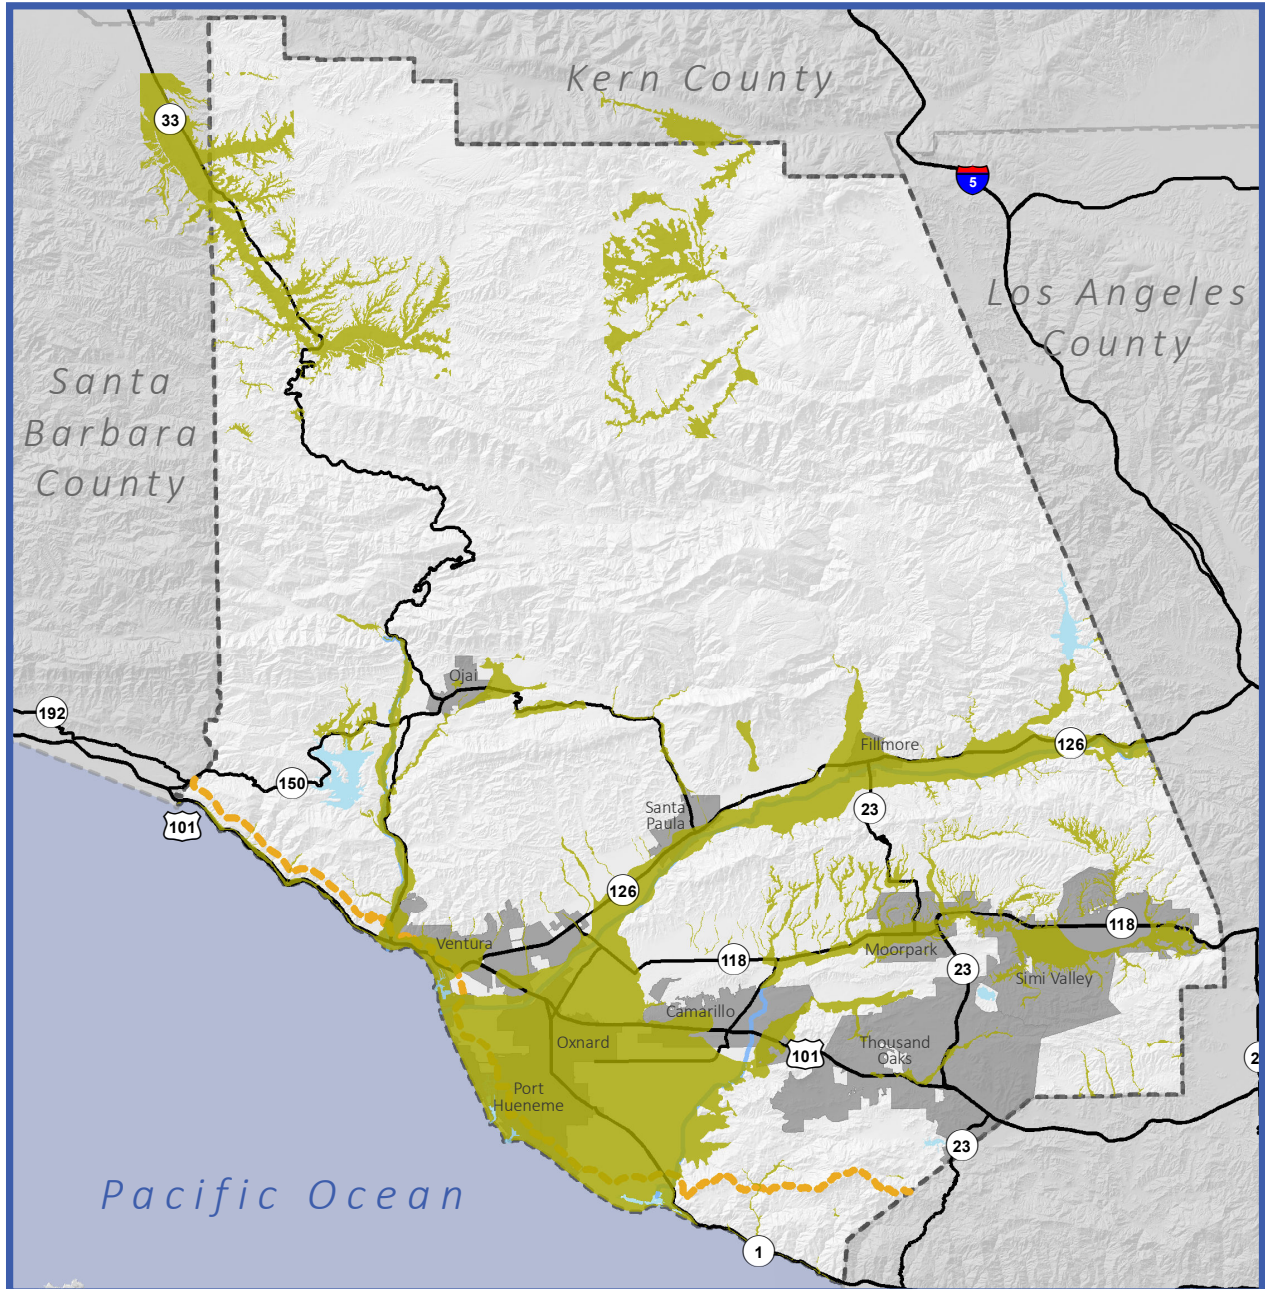 Kern County
33
5
Los Angeles
County
Santa
Barbara
County
Ojai
192
Fillmore
126
150
Santa
Paula
23
101
126
Ventura
118
Moorpark
118
23
Simi Valley
Camarillo
Oxnard
101
Thousand
Oaks
Port
Hueneme
23
Pacific Ocean
1